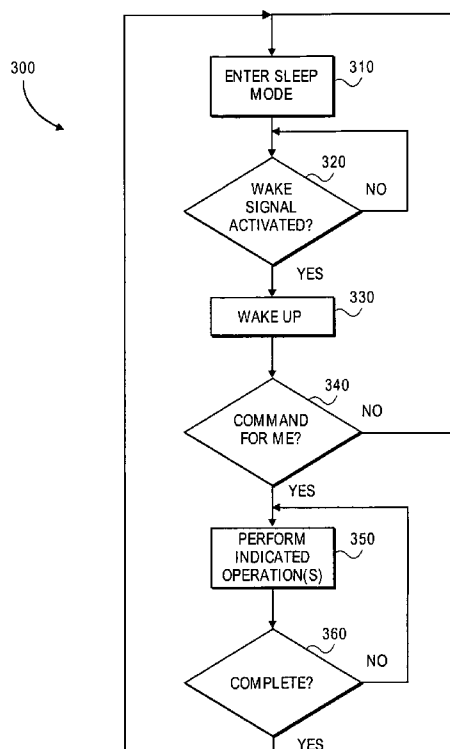 300
310
ENTER SLEEP
MODE
320
WAKE
SIGNAL
ACTIVATED?
NO
YES
330
WAKE UP
340
COMMAND
FOR ME?
NO
YES
350
PERFORM
INDICATED
OPERATION(S)
360
COMPLETE?
NO
YES